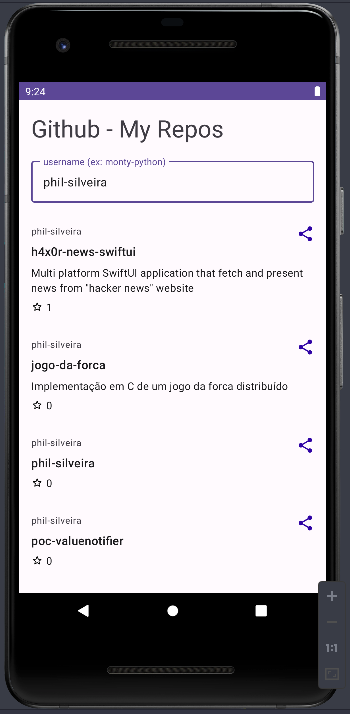 9:24
Github - My Repos
username (ex: monty-python)
phil-silveira
phil-silveira
h4x0r-news-swiftui
Multi platform SwiftUI application that fetch and present
news from "hacker news" website
1
phil-silveira
jogo-da-forca
Implementação em C de um jogo da forca distribuído
0
phil-silveira
phil-silveira
0
phil-silveira
poc-valuenotifier
0
1:1